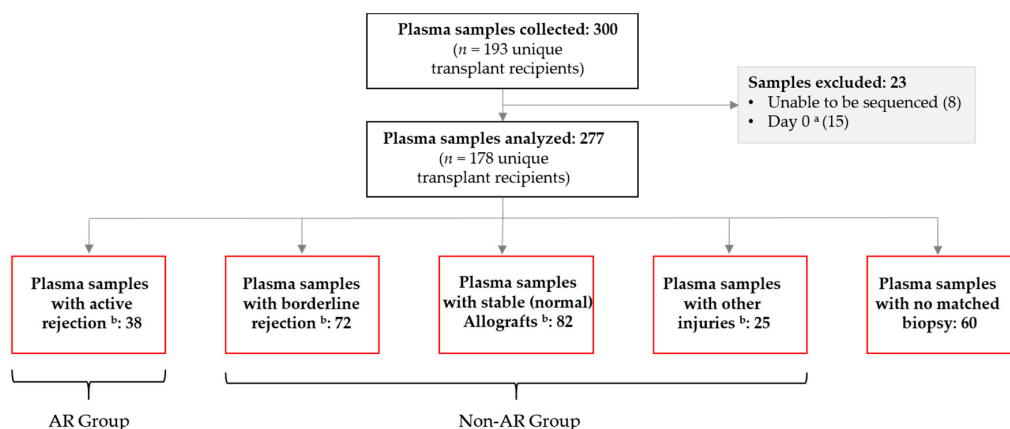 Plasma samples collected: 300
(n = 193 unique
transplant recipients)
Samples excluded: 23
• Unable to be sequenced (8)
• Day 0 ᵃ (15)
Plasma samples analyzed: 277
(n = 178 unique
transplant recipients)
Plasma samples
with active
rejection ᵇ: 38
Plasma samples
with borderline
rejection ᵇ: 72
Plasma samples
with stable (normal)
Allografts ᵇ: 82
Plasma samples
with other
injuries ᵇ: 25
Plasma samples
with no matched
biopsy: 60
AR Group
Non-AR Group